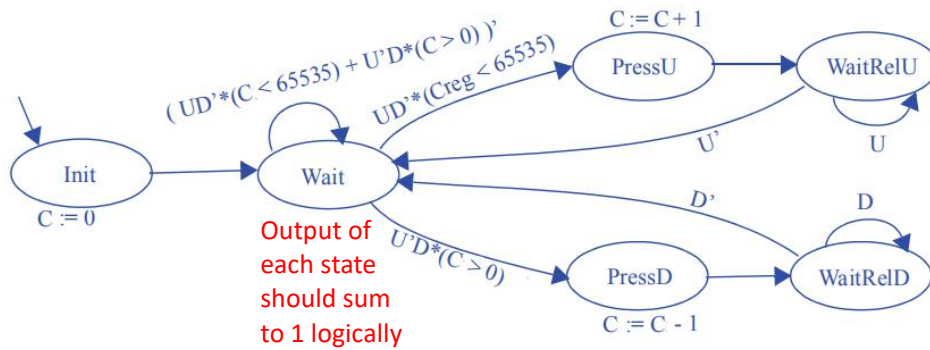 C := C + 1
PressU
WaitRelU
( UD'*(C < 65535) + U'D*(C > 0) )'
UD'*(Creg < 65535)
U'
U
Init
Wait
C := 0
D'
D
Output of
each state
should sum
to 1 logically
U'D*(C > 0)
PressD
WaitRelD
C := C - 1